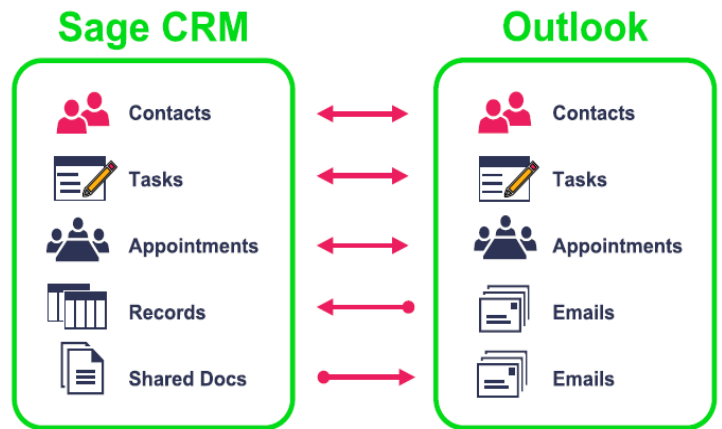 Sage CRM
Outlook
Contacts
Contacts
Tasks
Tasks
Appointments
Appointments
Records
Emails
Shared Docs
Emails